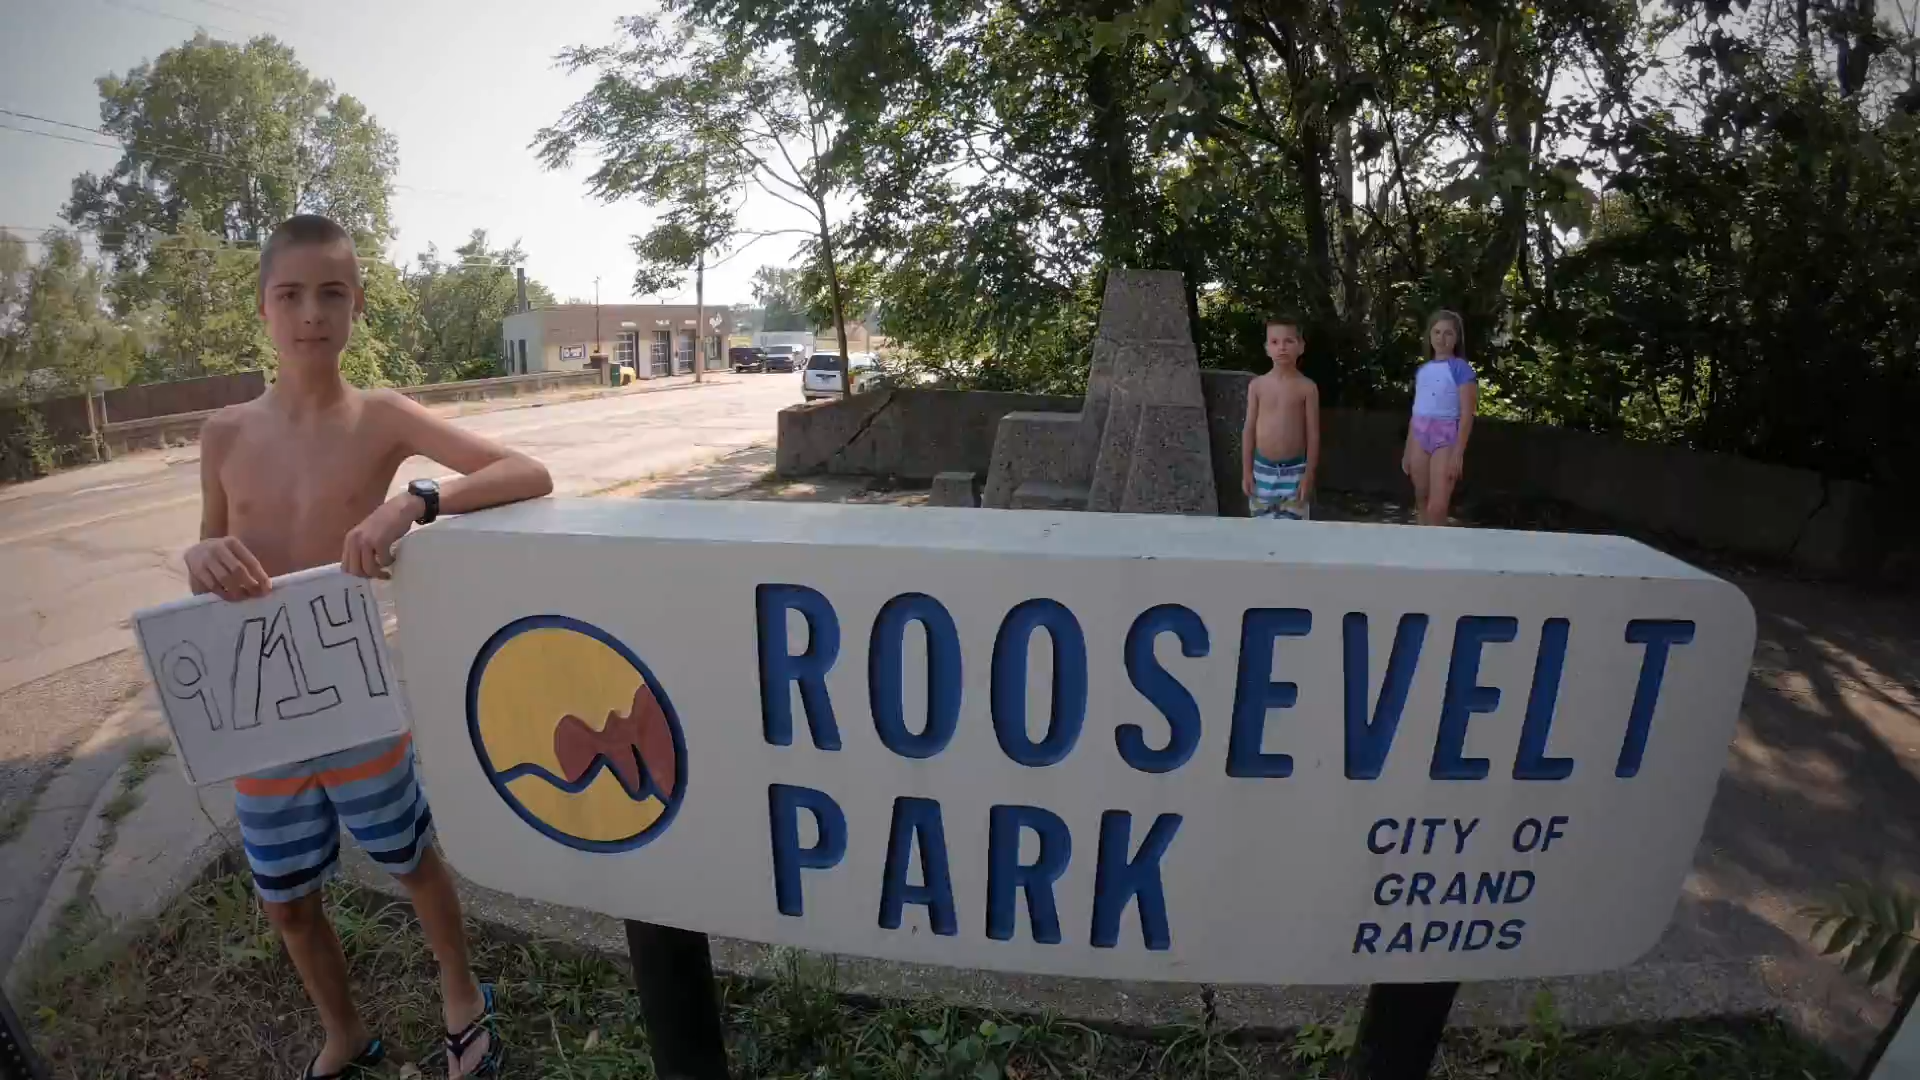 9/14
ROOSEVELT
PARK
CITY OF
GRAND
RAPIDS